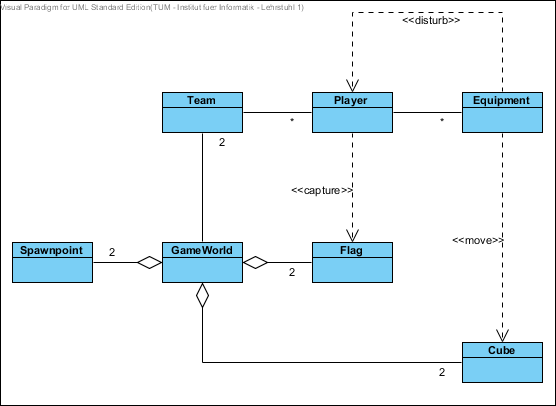 Visual Paradigm for UML Standard Edition(TUM - Institut fuer Informatik - Lehrstuhl 1)
<<disturb>>
Team
Player
Equipment
*
*
2
<<capture>>
<<move>>
Spawnpoint
2
GameWorld
2
Flag
Cube
2